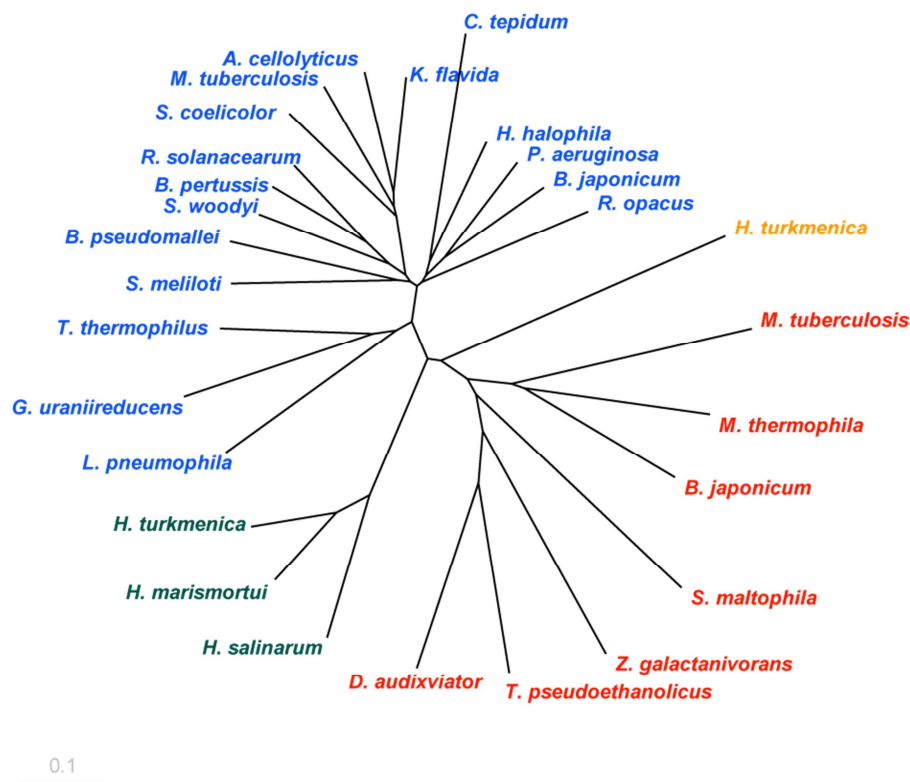 C. tepidum
A. cellolyticus
M. tuberculosis
K. flavida
S. coelicolor
H. halophila
R. solanacearum
P. aeruginosa
B. pertussis
B. japonicum
S. woodyi
R. opacus
B. pseudomallei
H. turkmenica
S. meliloti
T. thermophilus
M. tuberculosis
G. uraniireducens
M. thermophila
L. pneumophila
B. japonicum
H. turkmenica
H. marismortui
S. maltophila
H. salinarum
Z. galactanivorans
D. audixviator
T. pseudoethanolicus
0.1